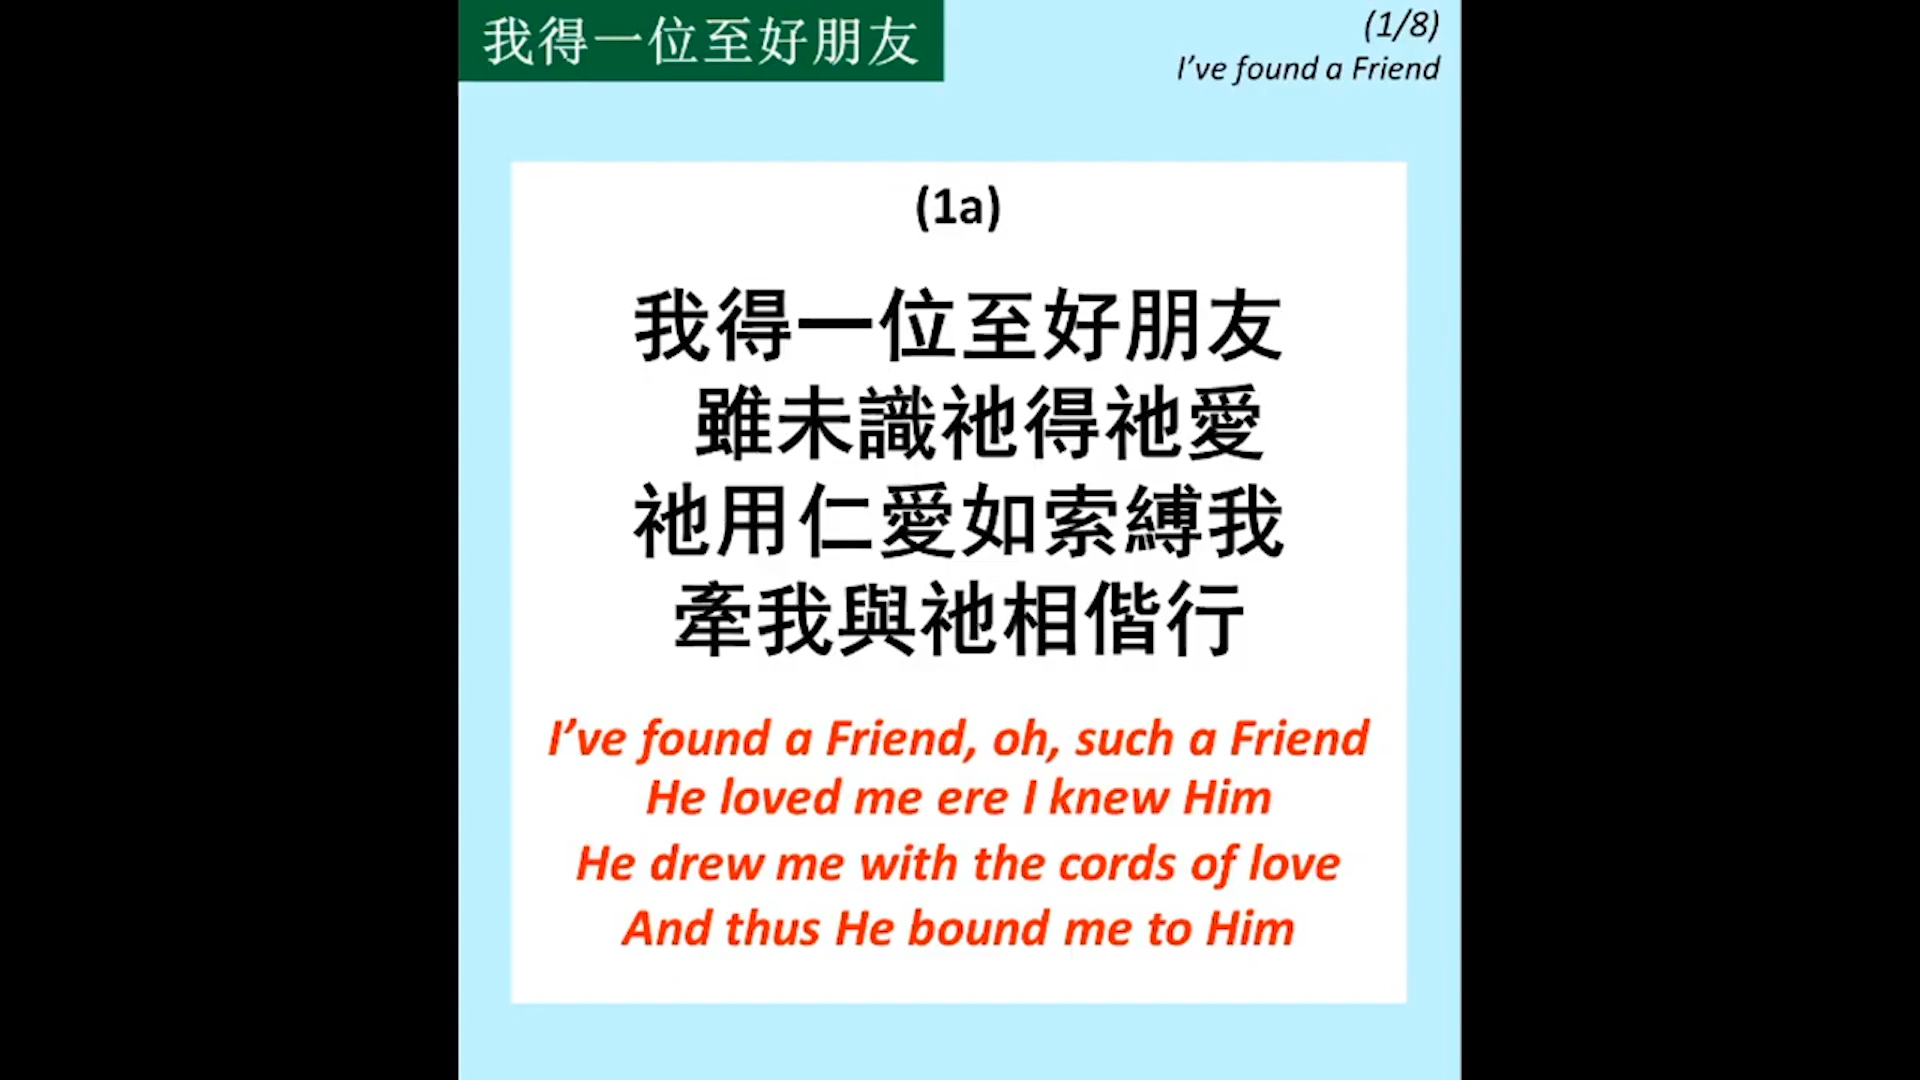 我得一位至好朋友
(1/8)
I’ve found a Friend
(1a)
我得一位至好朋友
雖未識祂得祂愛
祂用仁愛如索縛我
牽我與祂相偕行
I’ve found a Friend, oh, such a Friend
He loved me ere I knew Him
He drew me with the cords of love
And thus He bound me to Him